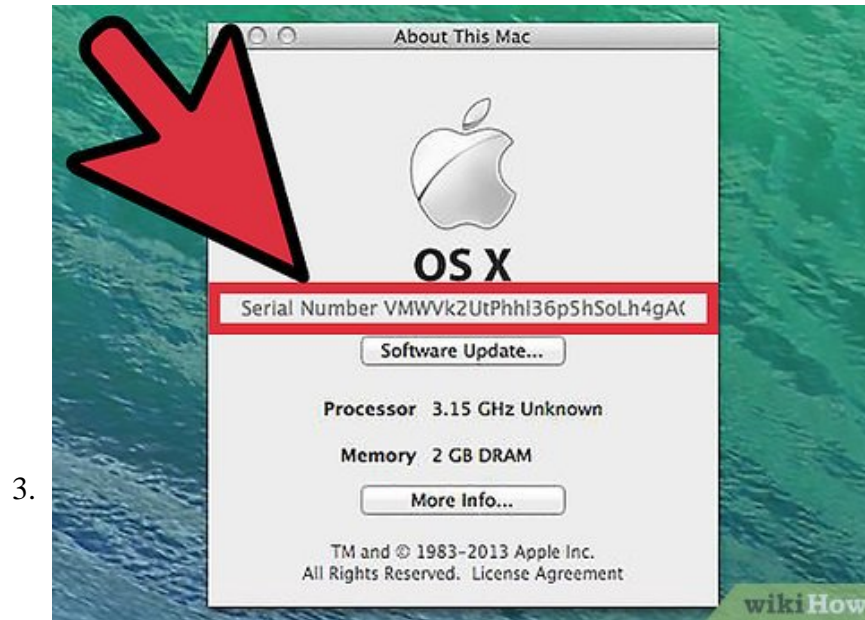 About This Mac
OS X
Serial Number VMWVk2UtPhhI36p5hSoLh4gA(
Software Update...
Processor 3.15 GHz Unknown
Memory 2 GB DRAM
More Info...
3.
TM and © 1983-2013 Apple Inc.
All Rights Reserved. License Agreement
wikiHow